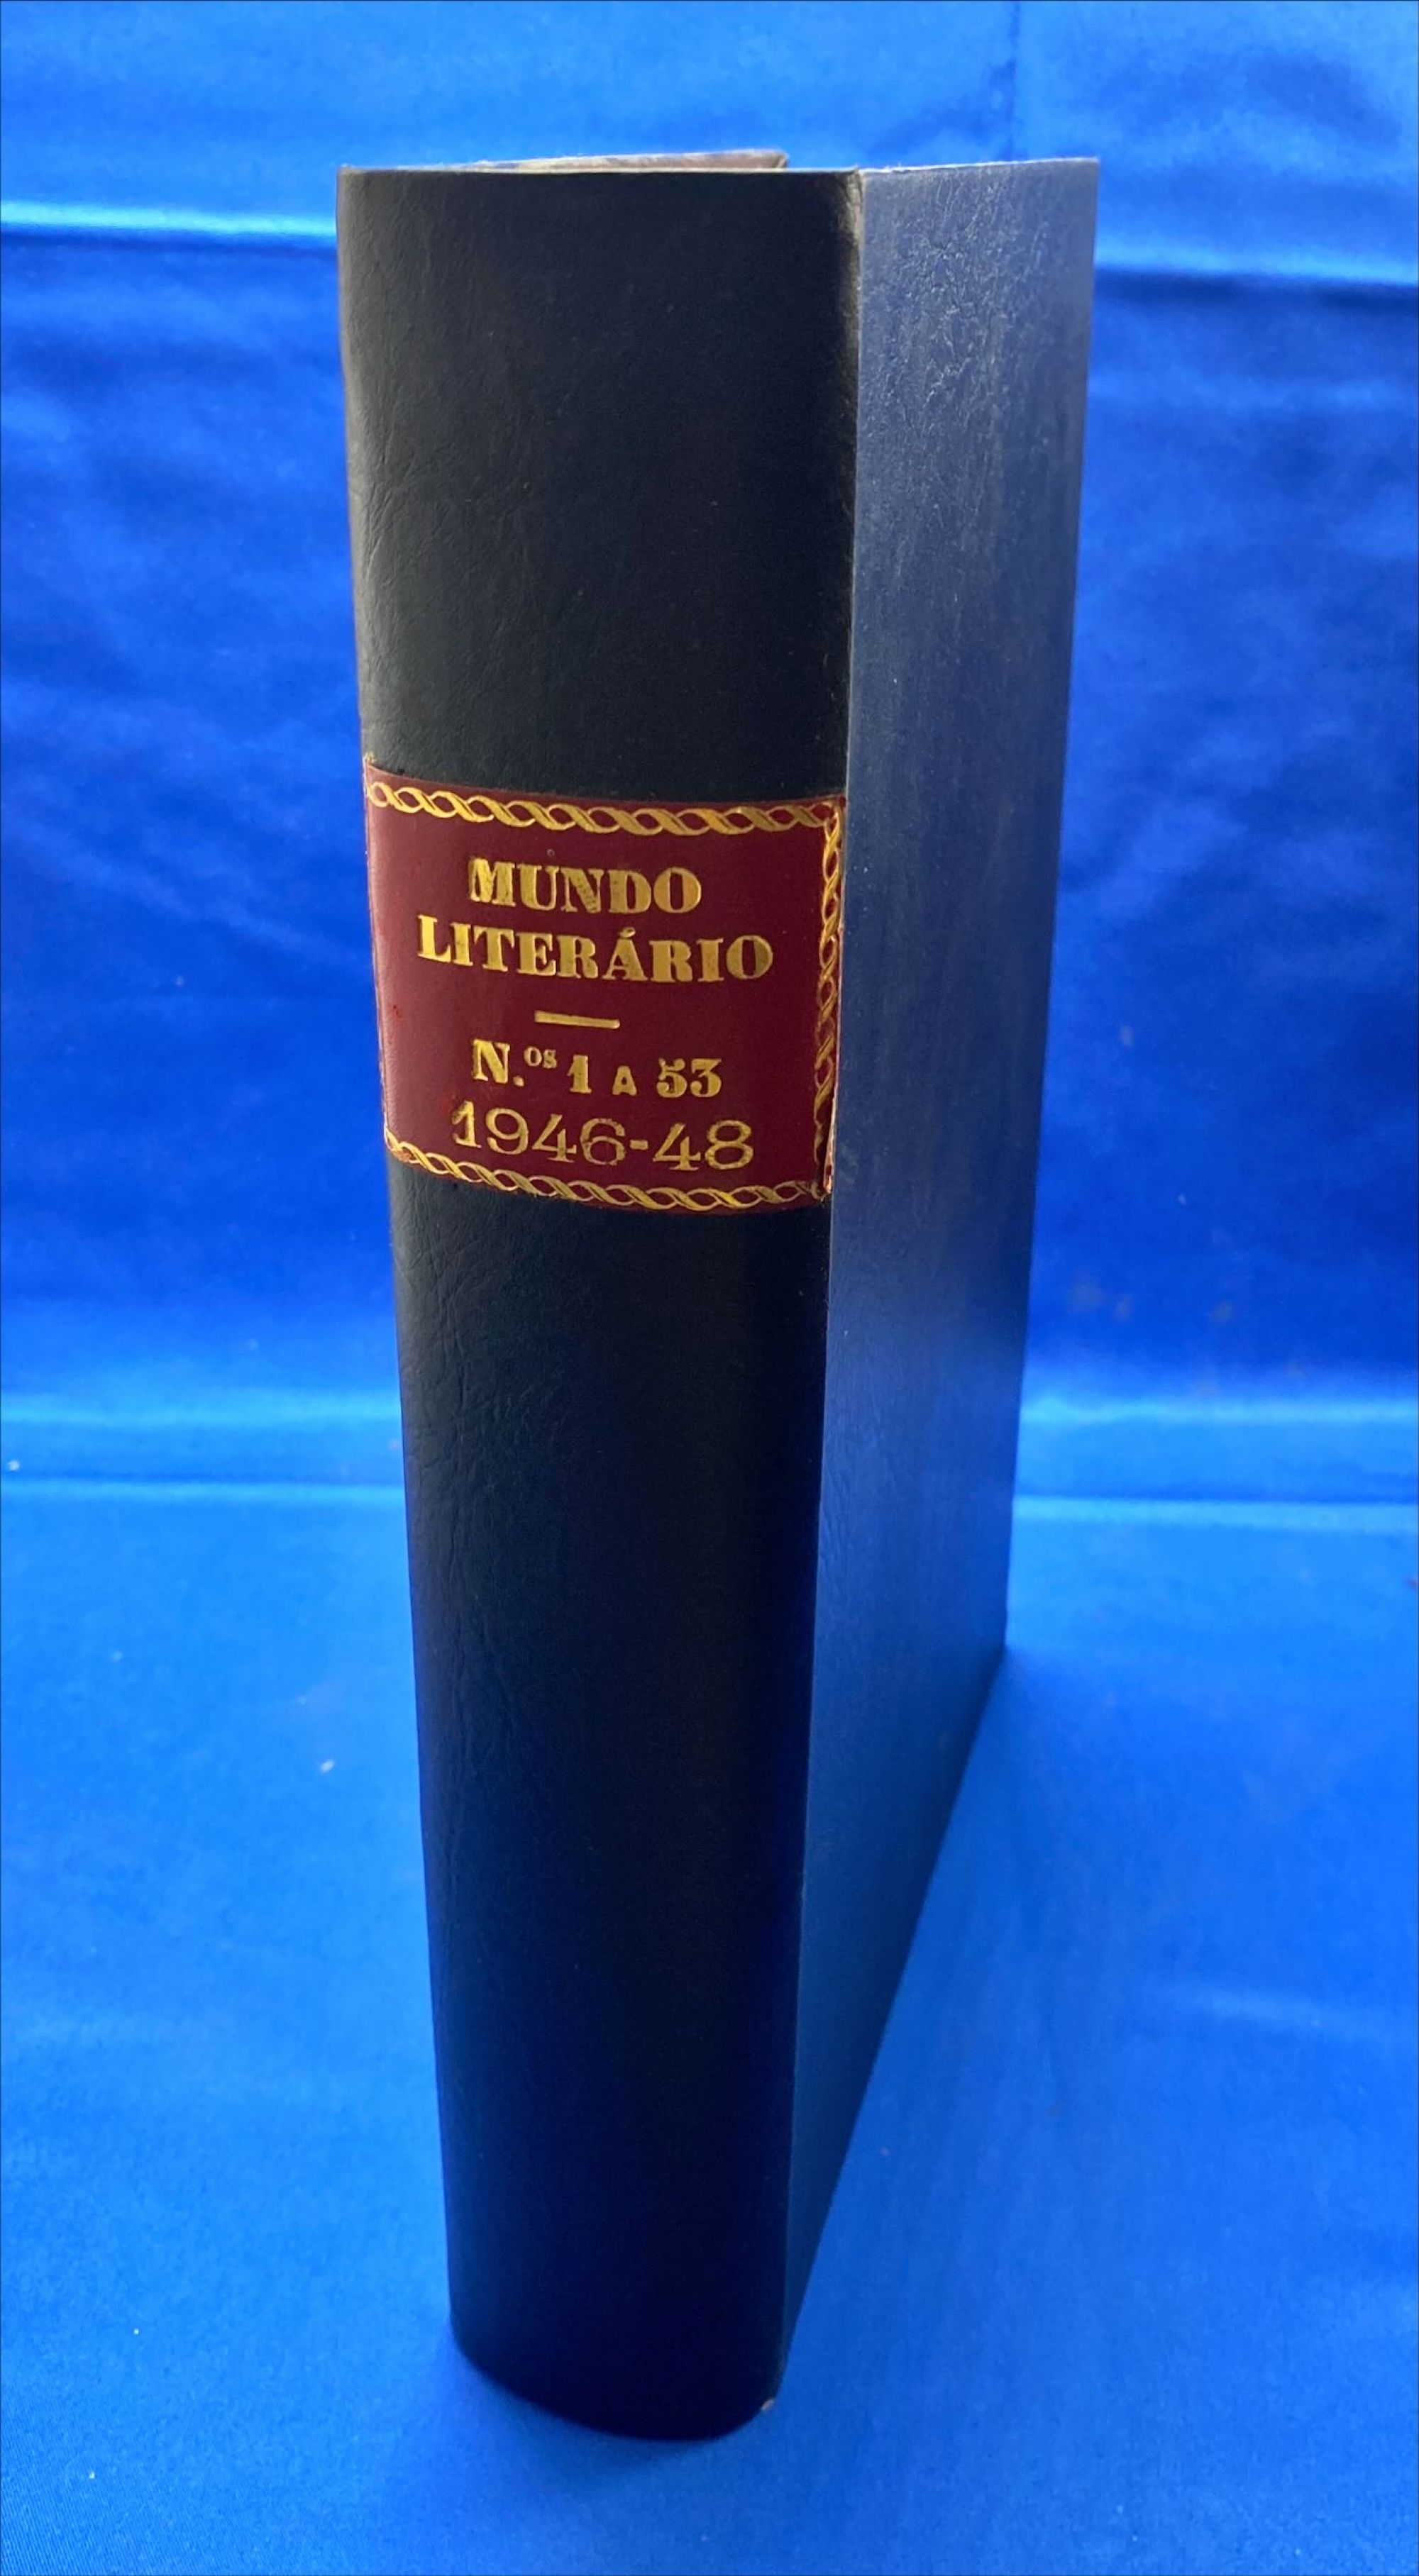 MUNDO
LITERÁRIO
N.os 1 A 53
1946-48